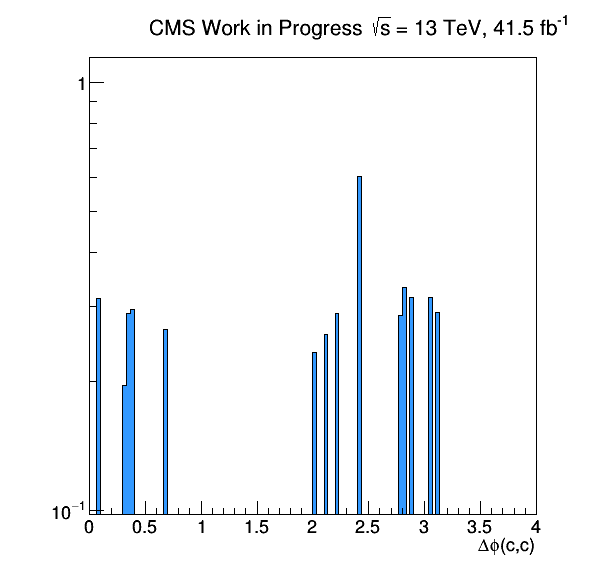 CMS Work in Progress √s = 13 TeV, 41.5 fb⁻¹
1
10⁻¹
0 0.5 1 1.5 2 2.5 3 3.5 4
Δϕ(c,c)